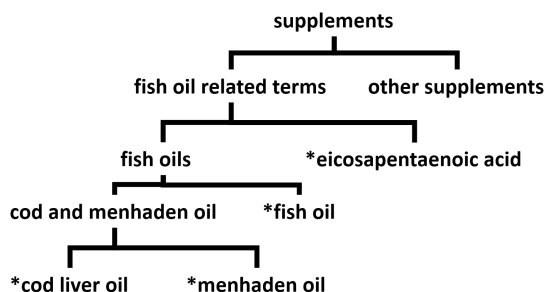 supplements
fish oil related terms other supplements
fish oils *eicosapentaenoic acid
cod and menhaden oil *fish oil
*cod liver oil *menhaden oil